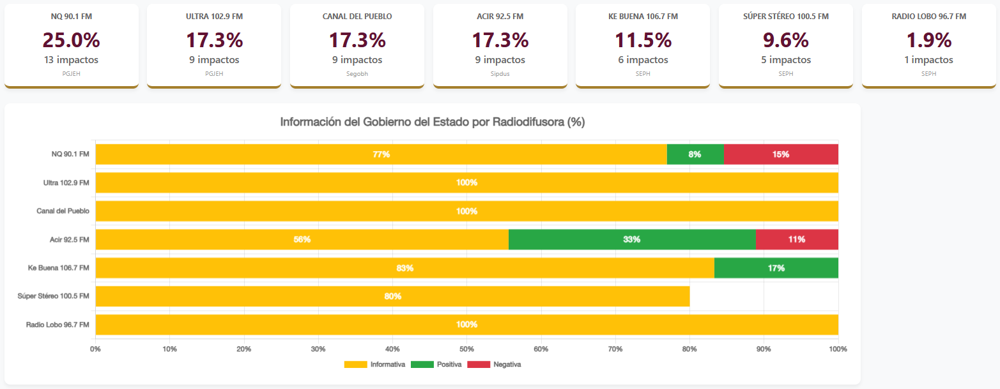 NQ 90.1 FM
25.0%
13 impactos
PGJEH
ULTRA 102.9 FM
17.3%
9 impactos
PGJEH
CANAL DEL PUEBLO
17.3%
9 impactos
Segobh
ACIR 92.5 FM
17.3%
9 impactos
Sipdus
KE BUENA 106.7 FM
11.5%
6 impactos
SEPH
SÚPER STÉREO 100.5 FM
9.6%
5 impactos
SEPH
RADIO LOBO 96.7 FM
1.9%
1 impactos
SEPH
Información del Gobierno del Estado por Radiodifusora (%)
NQ 90.1 FM 77% 8% 15%
Ultra 102.9 FM 100%
Canal del Pueblo 100%
Acir 92.5 FM 56% 33% 11%
Ke Buena 106.7 FM 83% 17%
Súper Stéreo 100.5 FM 80%
Radio Lobo 96.7 FM 100%
0% 10% 20% 30% 40% 50% 60% 70% 80% 90% 100%
Informativa Positiva Negativa